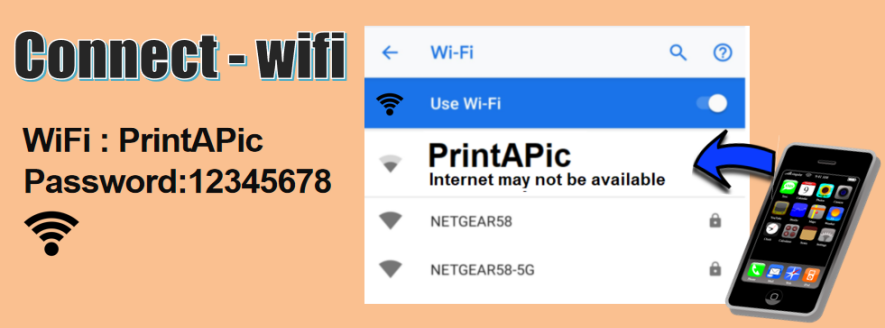 Connect - wifi
WiFi : PrintAPic
Password:12345678
Wi-Fi
Use Wi-Fi
PrintAPic
Internet may not be available
NETGEAR58
NETGEAR58-5G